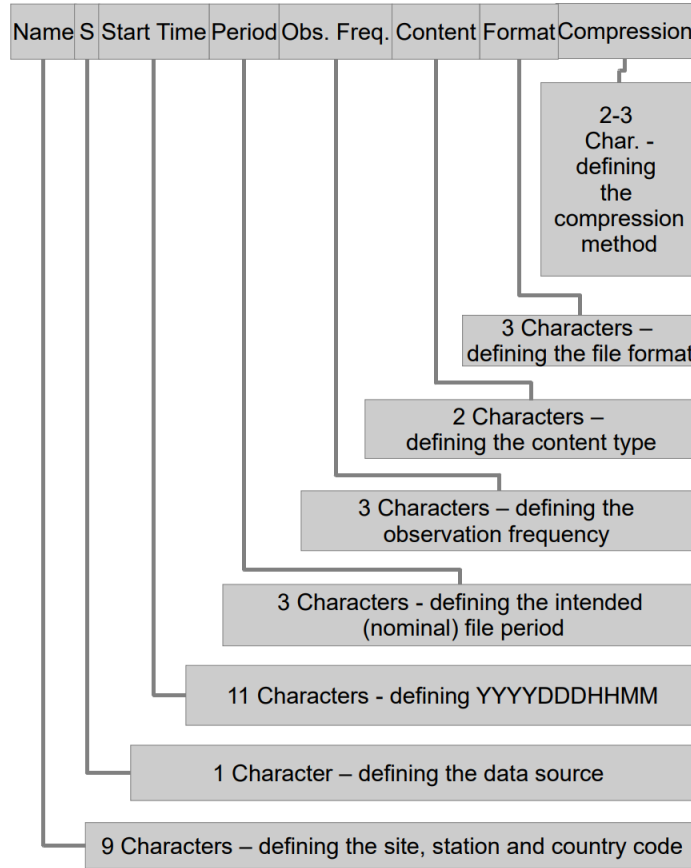 Name S Start Time Period Obs. Freq. Content Format Compression
2-3
Char. -
defining
the
compression
method
3 Characters –
defining the file format
2 Characters –
defining the content type
3 Characters – defining the
observation frequency
3 Characters - defining the intended
(nominal) file period
11 Characters - defining YYYYDDDHHMM
1 Character – defining the data source
9 Characters – defining the site, station and country code